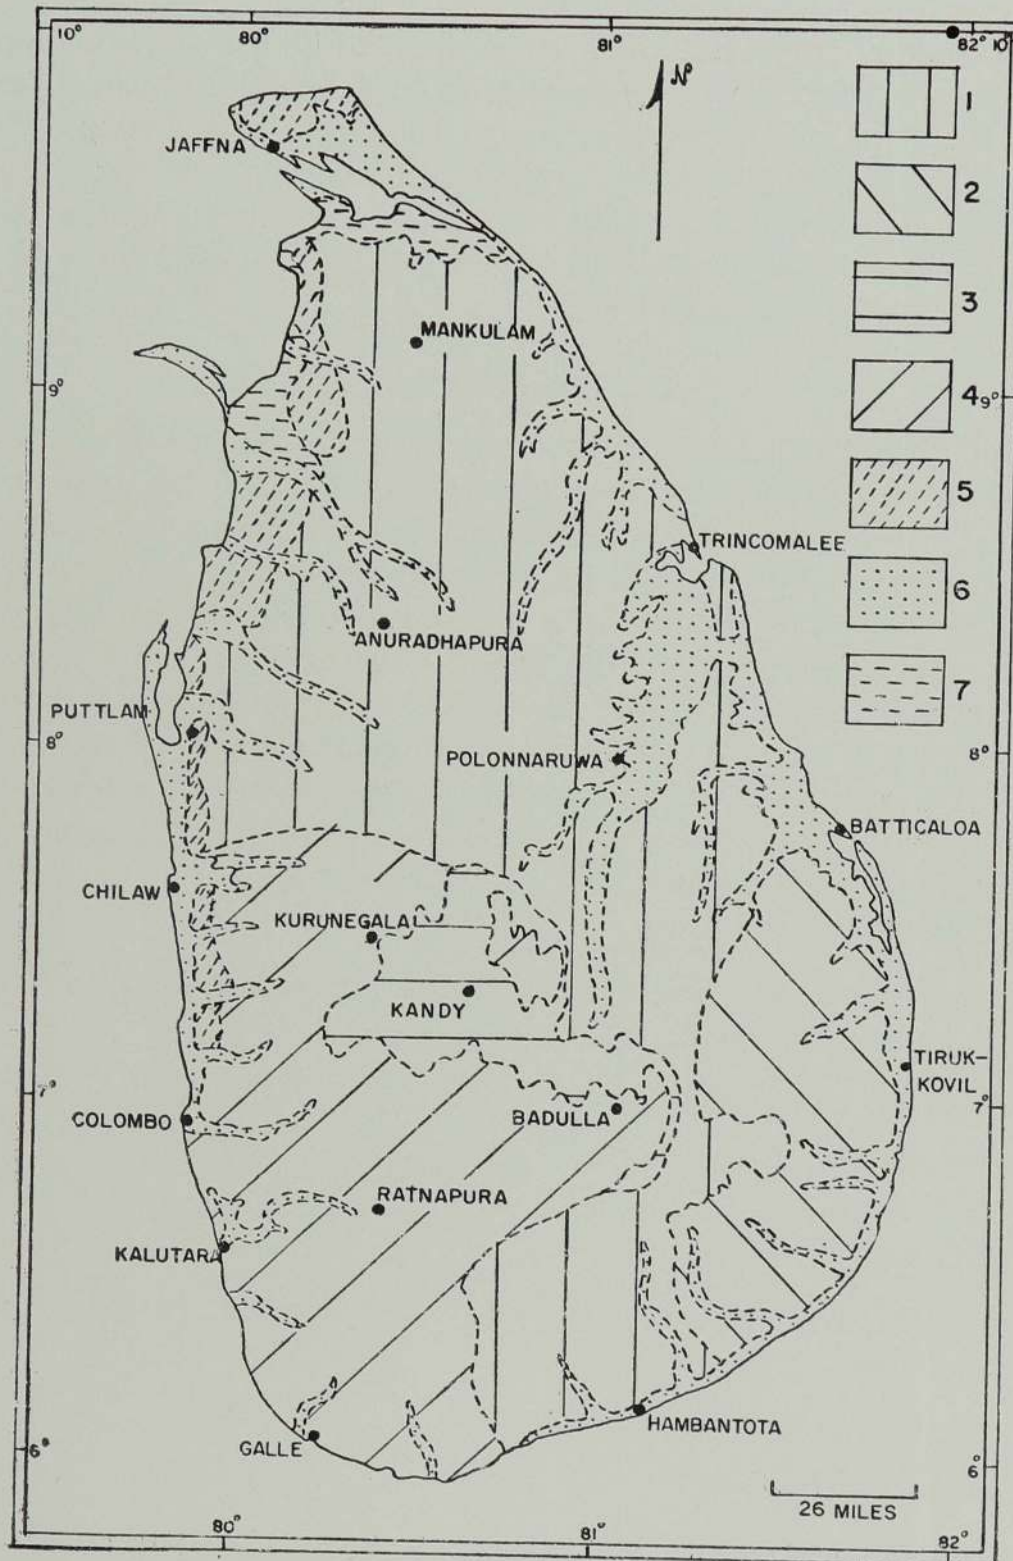 10° 80° 81° 82° 10°
N
1
JAFFNA
2
3
MANKULAM
9° 4 9°
5
TRINCOMALEE
6
ANURADHAPURA
7
PUTTLAM
8° POLONNARUWA 8°
BATTICALOA
CHILAW
KURUNEGALA
KANDY
TIRUK-
KOVIL
7° 7°
COLOMBO BADULLA
RATNAPURA
KALUTARA
HAMBANTOTA
GALLE
6° 6°
26 MILES
80° 81° 82°